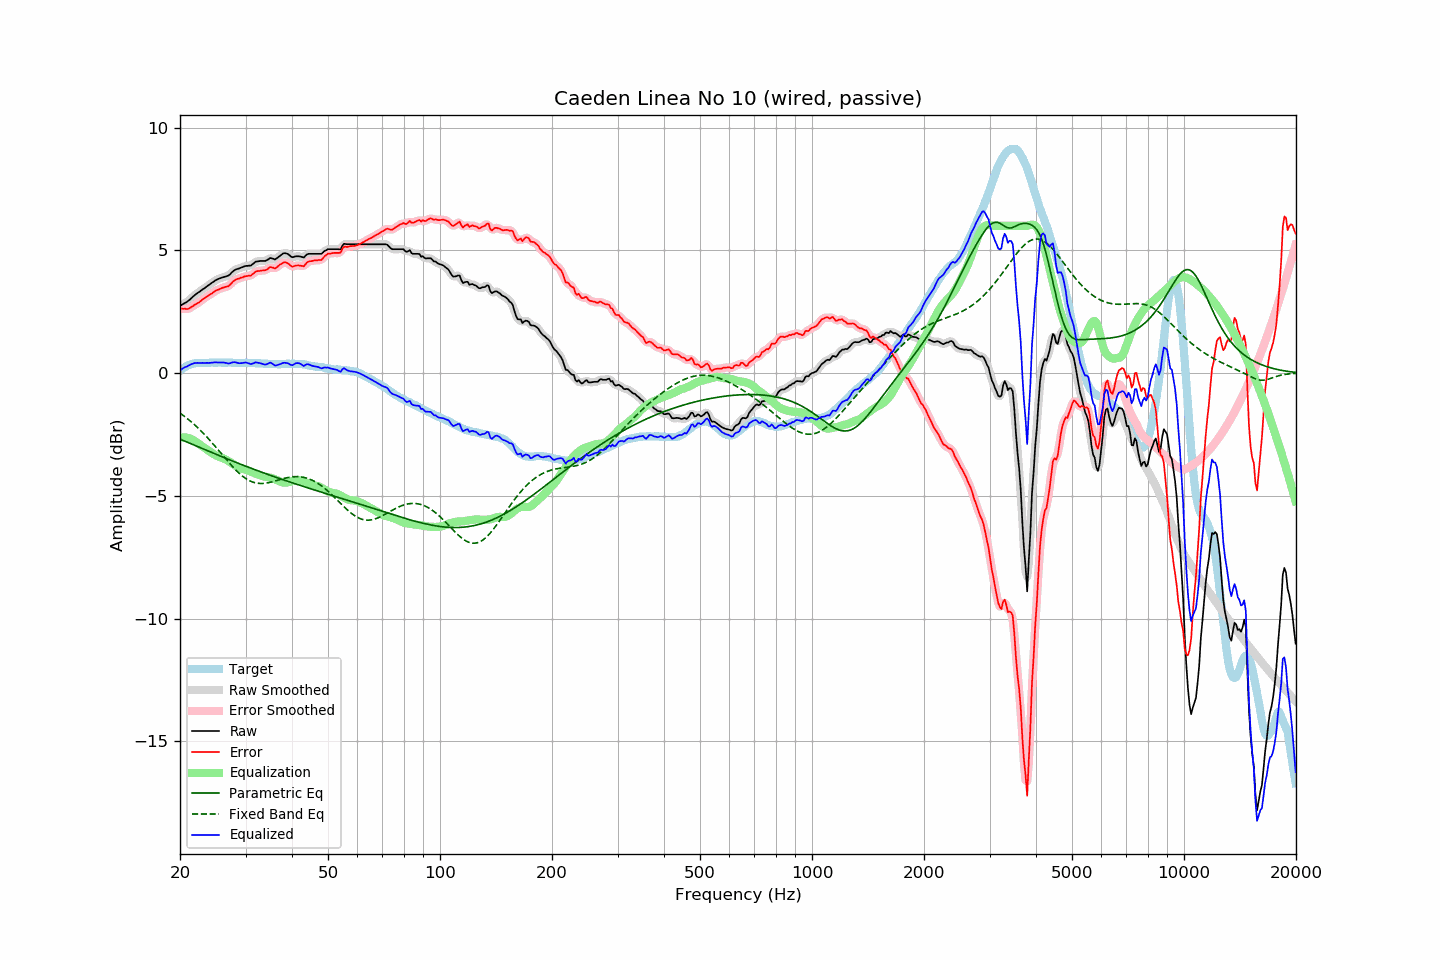 Caeden Linea No 10 (wired, passive)
Amplitude (dBr)
10
5
0
−5
−10
−15
Target
Raw Smoothed
Error Smoothed
Raw
Error
Equalization
Parametric Eq
Fixed Band Eq
Equalized
20 50 100 200 500 1000 2000 5000 10000 20000
Frequency (Hz)